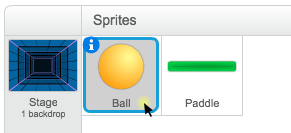 Sprites
Stage
1 backdrop
i
Ball
Paddle